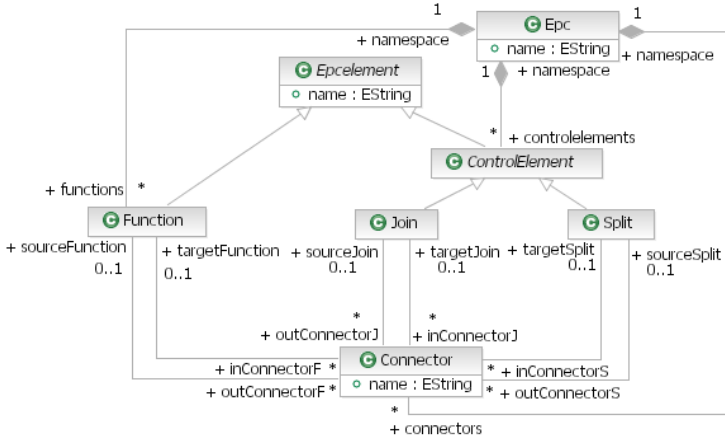 1
1
C Epc
+ namespace
name : EString
+ namespace
C Epcelement
1
+ namespace
name : EString
*
+ controlelements
C ControlElement
+ functions
*
C Function
C Join
C Split
+ sourceFunction
+ targetFunction
+ sourceJoin
+ targetJoin
+ targetSplit
+ sourceSplit
0..1
0..1
0..1
0..1
0..1
0..1
*
*
+ outConnectorJ
+ inConnectorJ
C Connector
+ inConnectorF *
* + inConnectorS
name : EString
+ outConnectorF *
* + outConnectorS
*
+ connectors